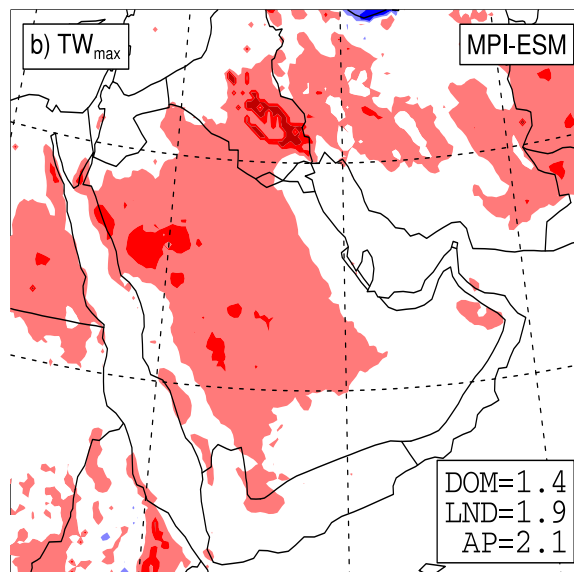 b) TWmax
MPI-ESM
DOM=1.4
LND=1.9
AP=2.1